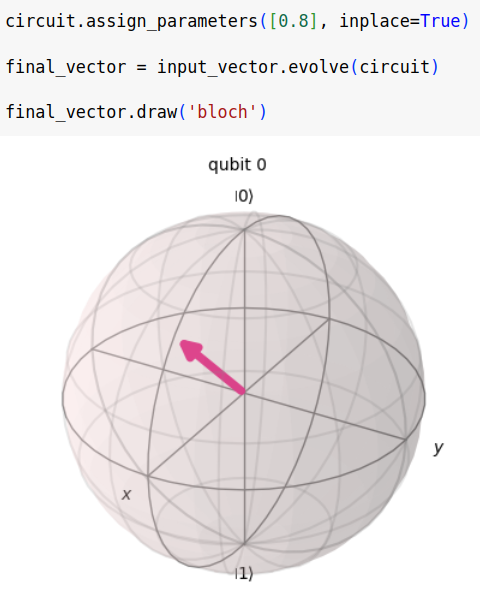 circuit.assign_parameters([0.8], inplace=True)
final_vector = input_vector.evolve(circuit)
final_vector.draw('bloch')
qubit 0
|0⟩
y
x
|1⟩